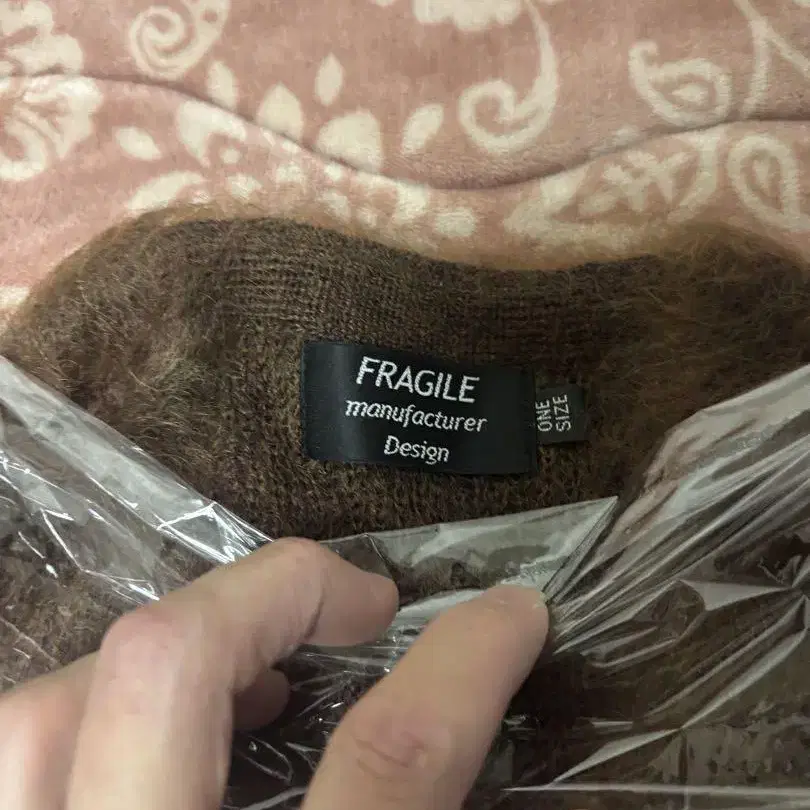 FRAGILE
manufacturer
Design
ONE
SIZE